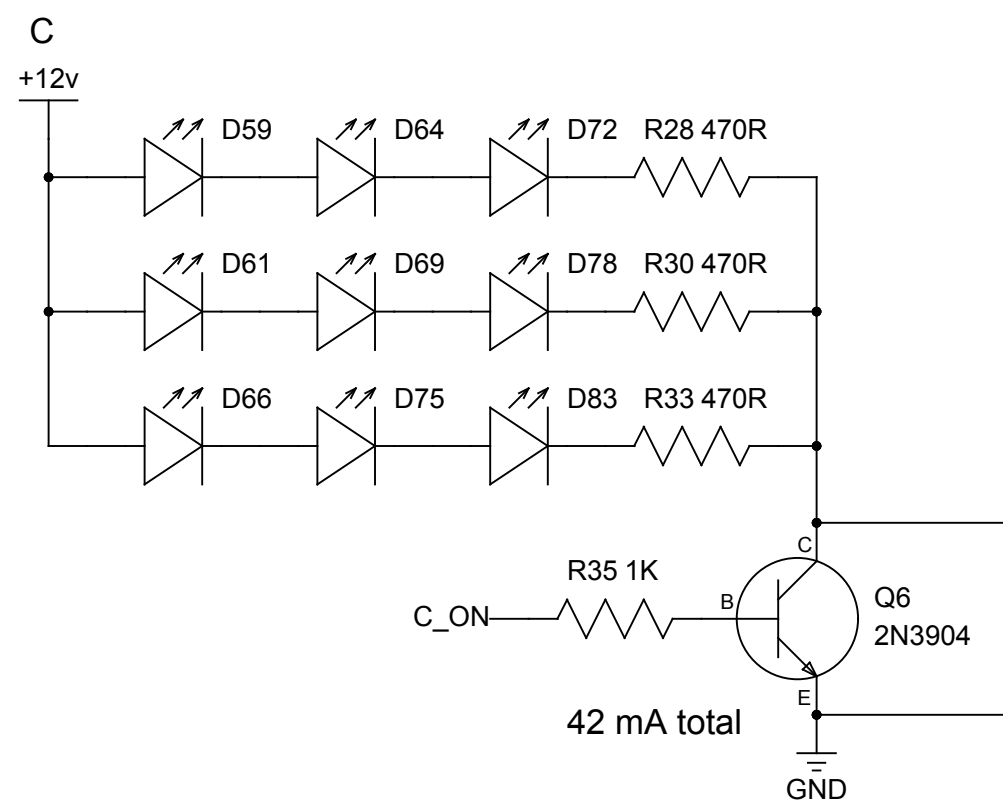 C
+12v
D59 D64 D72 R28 470R
D61 D69 D78 R30 470R
D66 D75 D83 R33 470R
C
R35 1K
B
Q6
C_ON
2N3904
E
42 mA total
GND